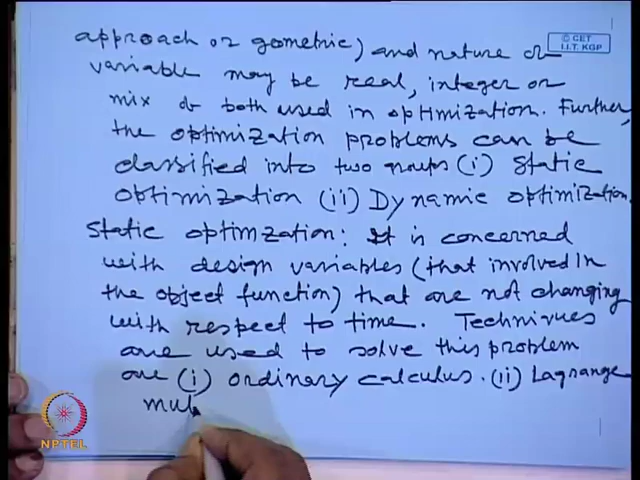 © CET
I.I.T. KGP
approach or gometric) and nature of
variable may be real, integer or
mix of both used in optimization. Further,
the optimization problems can be
classified into two groups (i) Static
optimization (ii) Dynamic optimization.
Static optimzation: It is concerned
with design variables (that involved in
the object function) that are not changing
with respect to time. Techniques
are used to solve this problem
are (i) ordinary calculus. (ii) Lagrange
mul
NPTEL